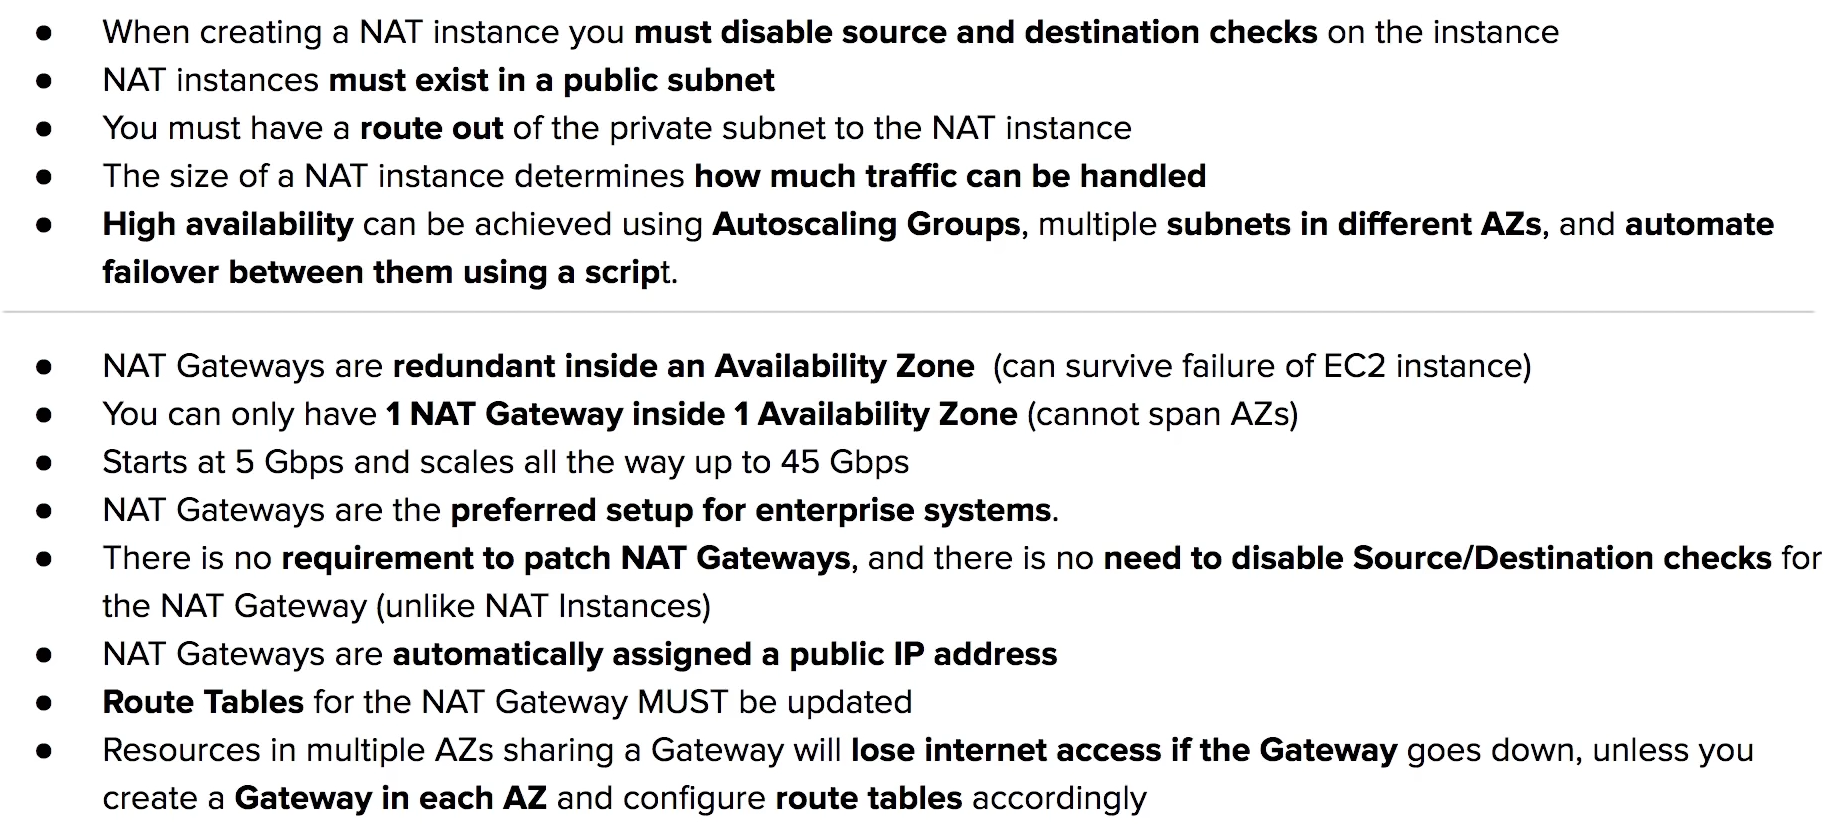 ● When creating a NAT instance you must disable source and destination checks on the instance
● NAT instances must exist in a public subnet
● You must have a route out of the private subnet to the NAT instance
● The size of a NAT instance determines how much traffic can be handled
● High availability can be achieved using Autoscaling Groups, multiple subnets in different AZs, and automate
failover between them using a script.
● NAT Gateways are redundant inside an Availability Zone (can survive failure of EC2 instance)
● You can only have 1 NAT Gateway inside 1 Availability Zone (cannot span AZs)
● Starts at 5 Gbps and scales all the way up to 45 Gbps
● NAT Gateways are the preferred setup for enterprise systems.
● There is no requirement to patch NAT Gateways, and there is no need to disable Source/Destination checks for
the NAT Gateway (unlike NAT Instances)
● NAT Gateways are automatically assigned a public IP address
● Route Tables for the NAT Gateway MUST be updated
● Resources in multiple AZs sharing a Gateway will lose internet access if the Gateway goes down, unless you
create a Gateway in each AZ and configure route tables accordingly